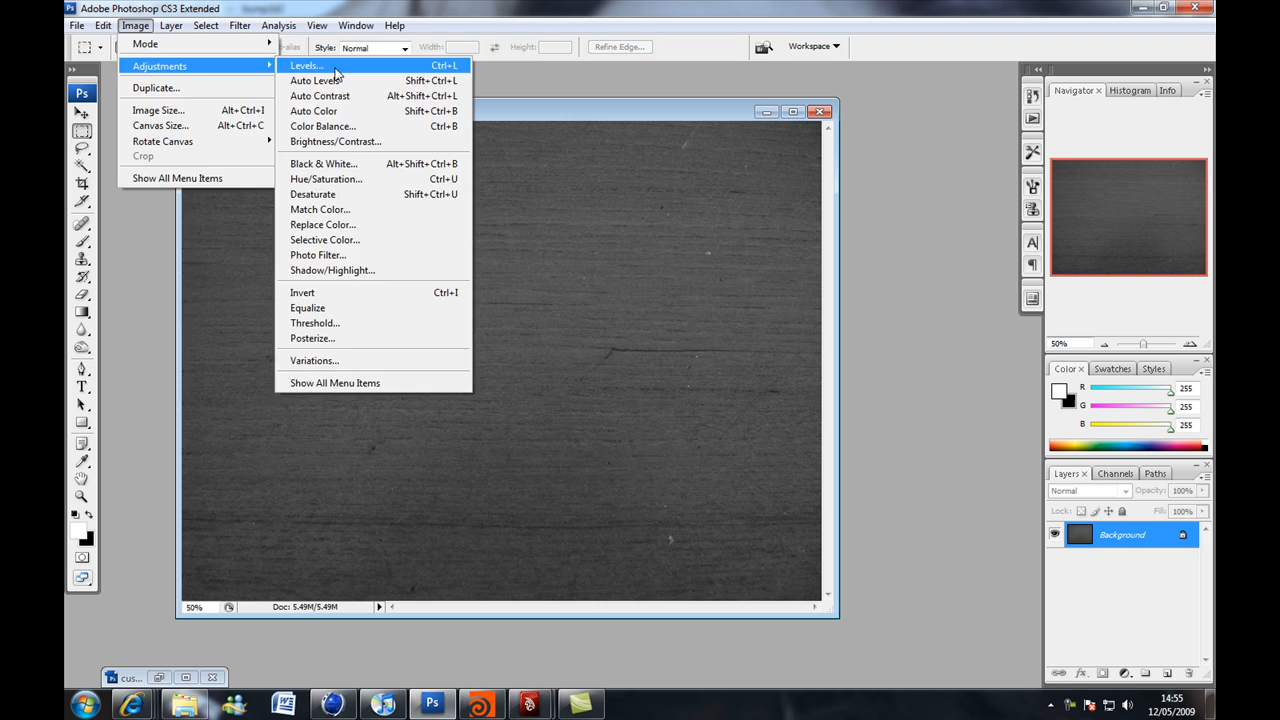 Adobe Photoshop CS3 Extended
File Edit Image Layer Select Filter Analysis View Window Help
Style: Normal Width: Height: Refine Edge... Workspace
Mode
Adjustments
Duplicate...
Image Size... Alt+Ctrl+I
Canvas Size... Alt+Ctrl+C
Rotate Canvas
Crop
Show All Menu Items
Levels... Ctrl+L
Auto Levels Shift+Ctrl+L
Auto Contrast Alt+Shift+Ctrl+L
Auto Color Shift+Ctrl+B
Color Balance... Ctrl+B
Brightness/Contrast...
Black & White... Alt+Shift+Ctrl+B
Hue/Saturation... Ctrl+U
Desaturate Shift+Ctrl+U
Match Color...
Replace Color...
Selective Color...
Photo Filter...
Shadow/Highlight...
Invert Ctrl+I
Equalize
Threshold...
Posterize...
Variations...
Show All Menu Items
Ps
Navigator × Histogram Info
50%
Color × Swatches Styles
R 255
G 255
B 255
Layers × Channels Paths
Normal Opacity: 100%
Lock: Fill: 100%
Background
50% Doc: 5.49M/5.49M
cus...
14:55
12/05/2009